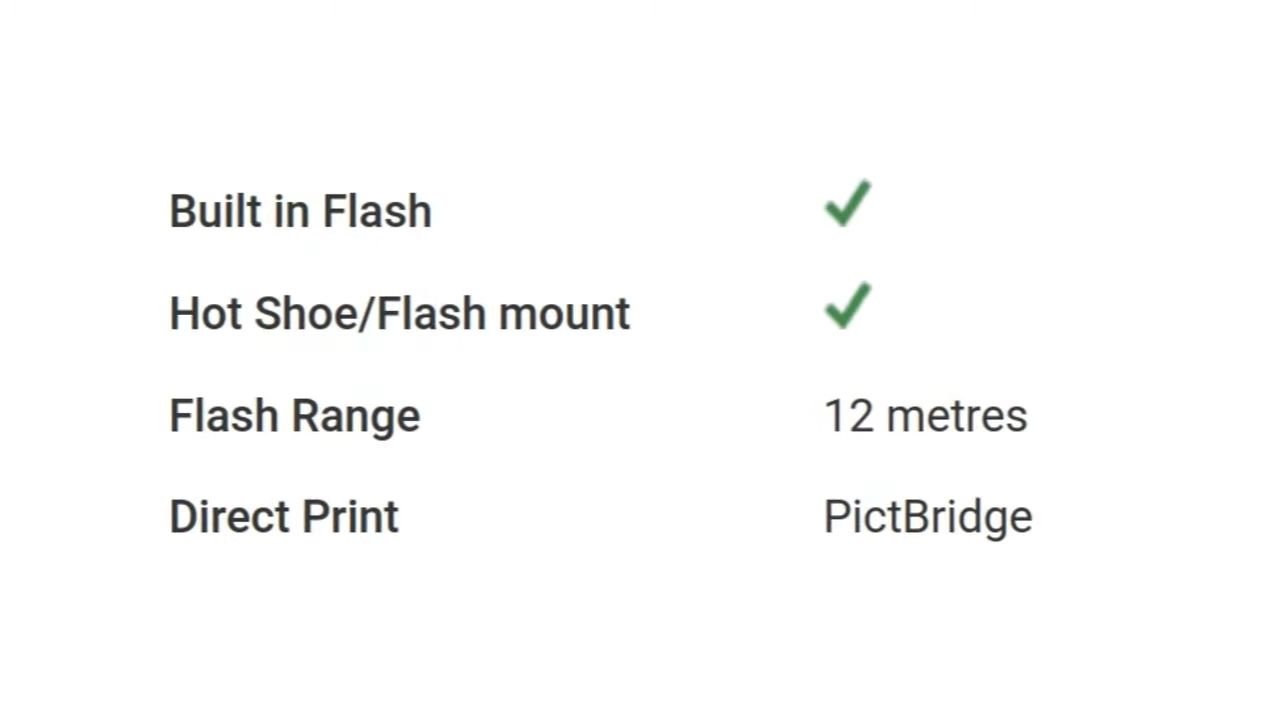 Built in Flash ✔
Hot Shoe/Flash mount ✔
Flash Range 12 metres
Direct Print PictBridge